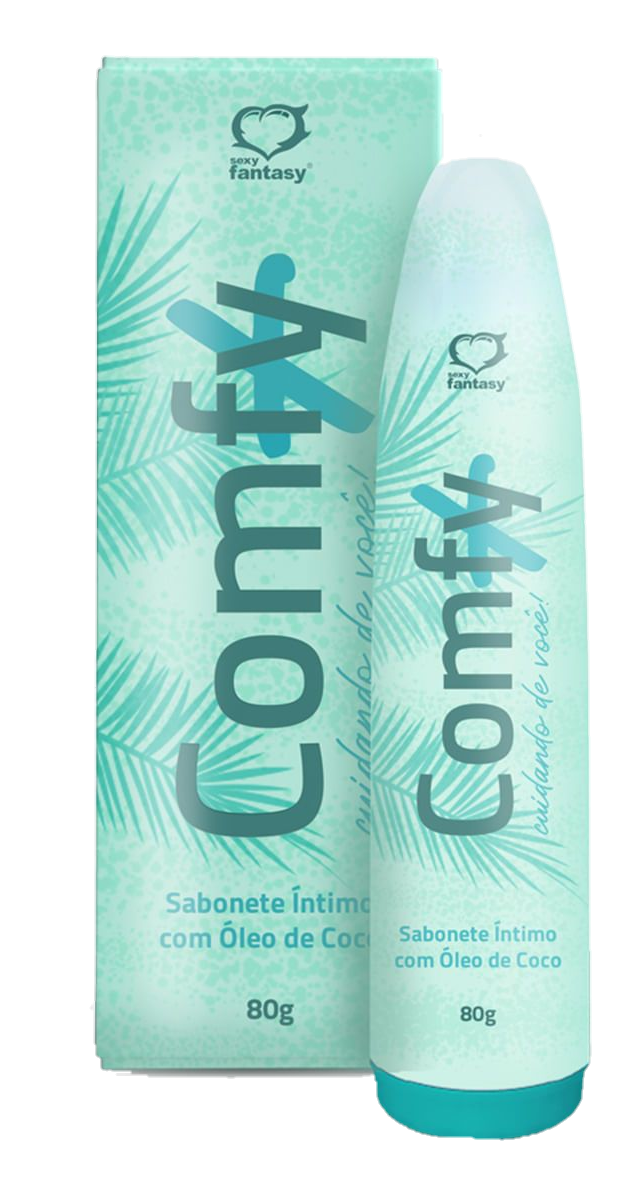 sexy
fantasy®
Comfy
cuidando de você!
Sabonete Íntimo
com Óleo de Coco
80g
sexy
fantasy®
Comfy
cuidando de você!
Sabonete Íntimo
com Óleo de Coco
80g